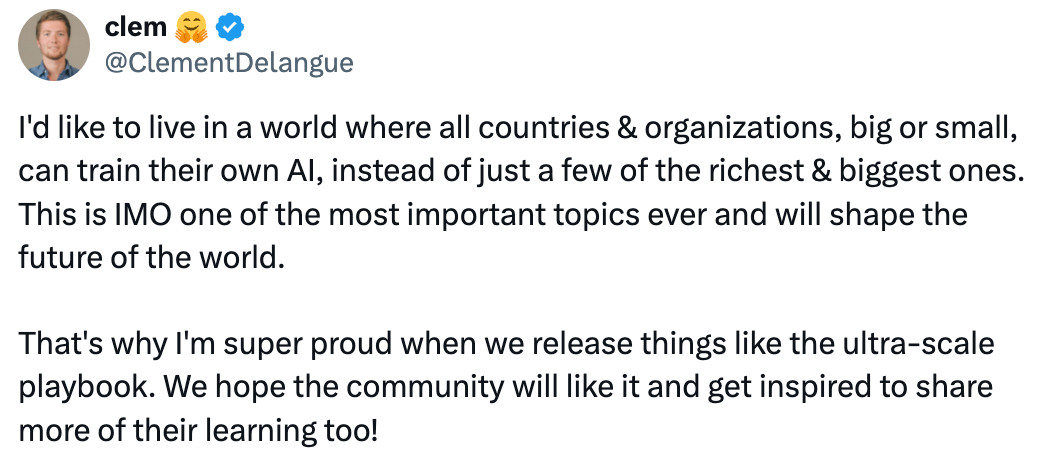 clem 🤗
@ClementDelangue
I'd like to live in a world where all countries & organizations, big or small,
can train their own AI, instead of just a few of the richest & biggest ones.
This is IMO one of the most important topics ever and will shape the
future of the world.
That's why I'm super proud when we release things like the ultra-scale
playbook. We hope the community will like it and get inspired to share
more of their learning too!